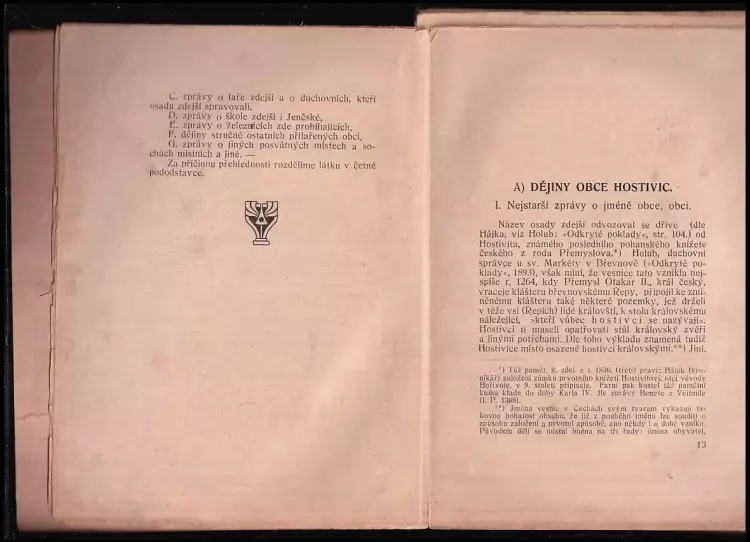 C. zprávy o faře zdejší a o duchovních, kteří
osadu zdejší spravovali,
D. zprávy o škole zdejší i Jenčské,
E. zprávy o železnicích zde probíhajících,
F. dějiny stručné ostatních přifařených obcí,
G. zprávy o jiných posvátných místech a so-
chách místních a jiné. —
Za příčinou přehlednosti rozdělíme látku v četné
pododstavce.
A) DĚJINY OBCE HOSTIVIC.
I. Nejstarší zprávy o jméně obce, obcí.
Název osady zdejší odvozoval se dříve (dle
Hájka, viz Holub: »Odkryté poklady«, str. 104.) od
Hostivíta, známého posledního pohanského knížete
českého z rodu Přemyslova.*) Holub, duchovní
správce u sv. Markéty v Břevnově (»Odkryté po-
klady«, 1893), však míní, že vesnice tato vznikla nej-
spíše r. 1264, kdy Přemysl Otakar II., král český,
vraceje klášteru břevnovskému Řepy, připojil ke zmí-
něnému klášteru také některé pozemky, jež drželi
v téže vsi (Řepích) lidé královští, k stolu královskému
náležející, »kteří vůbec hostivci se nazývají«.
Hostivci ti museli opatřovati stůl královský zvěří
a jinými potřebami. Dle toho výkladu znamená tudíž
Hostivice místo osazené hostivci královskými.**) Jiní.
*) Též pamět. k. zdej. z r. 1836, (třetí) praví: Hájek (kro-
nikář) založení zámku prvotního knížeti Hostivítovi, otci vévody
Bořivoje, v 9. století připisuje. Farní pak kostel táž pamětní
kniha klade do doby Karla IV. dle zprávy Beneše z Veitmile
(l. P. 1368).
**) Jména vesnic v Čechách svým tvarem vykazují ta-
kovou bohatost obsahu, že již z pouhého jména lze souditi o
způsobu založení a prvotní způsobě, ano někdy i o době vzniku.
Původem dělí se místní jména na tři řady: jména obyvatel,
13